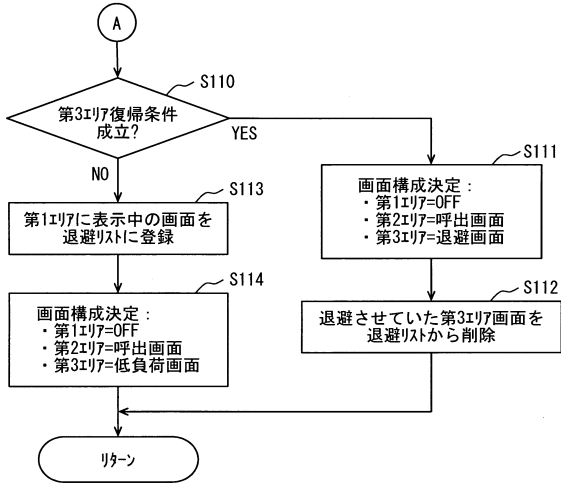 A
S110
第3ｴﾘｱ復帰条件
成立?
YES
NO
S111
画面構成決定：
・第1ｴﾘｱ=OFF
・第2ｴﾘｱ=呼出画面
・第3ｴﾘｱ=退避画面
S113
第1ｴﾘｱに表示中の画面を
退避ﾘｽﾄに登録
S112
退避させていた第3ｴﾘｱ画面を
退避ﾘｽﾄから削除
S114
画面構成決定：
・第1ｴﾘｱ=OFF
・第2ｴﾘｱ=呼出画面
・第3ｴﾘｱ=低負荷画面
ﾘﾀｰﾝ